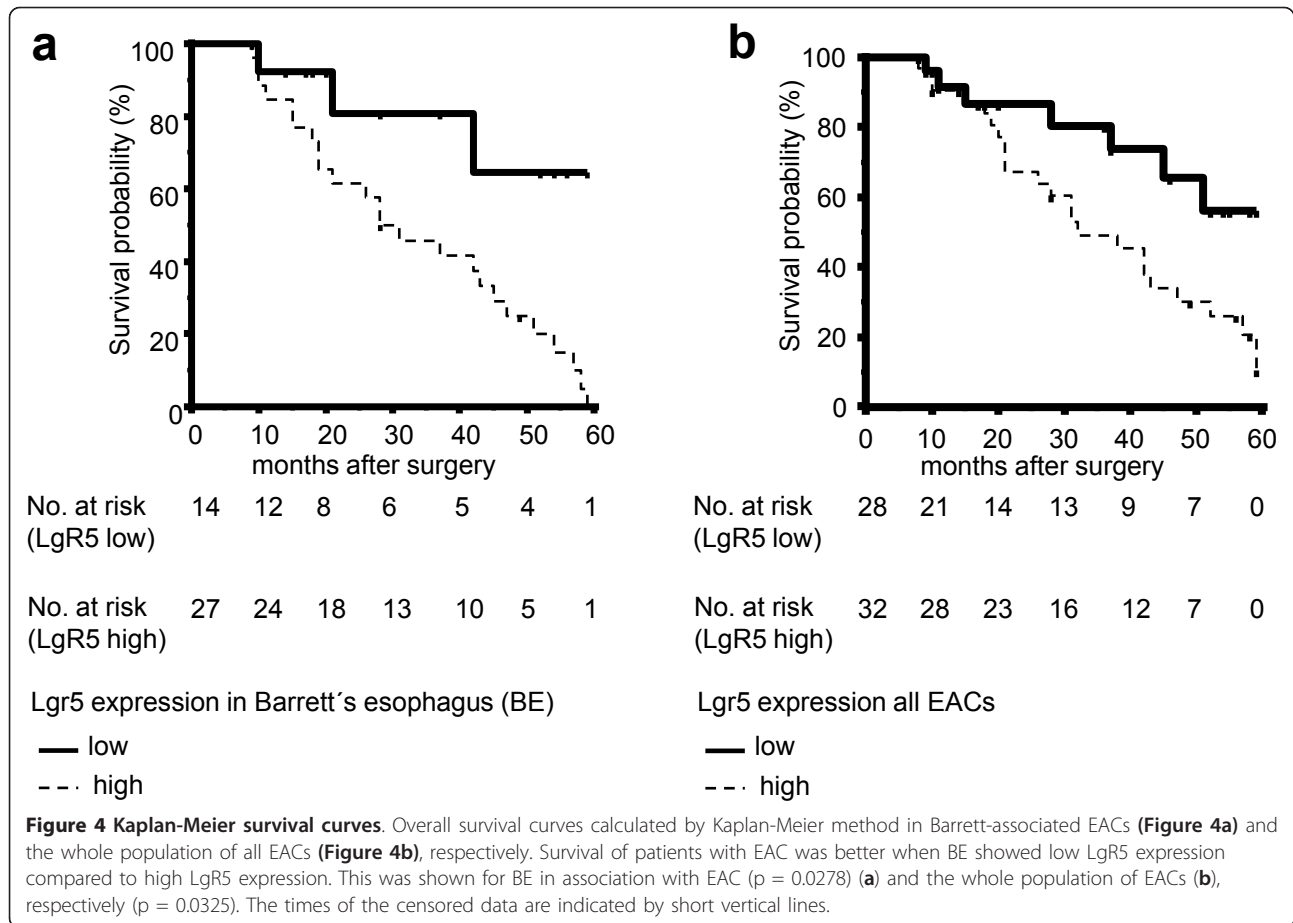 a
100
80
60
40
20
0
Survival probability (%)
0 10 20 30 40 50 60
months after surgery
No. at risk 14 12 8 6 5 4 1
(LgR5 low)
No. at risk 27 24 18 13 10 5 1
(LgR5 high)
Lgr5 expression in Barrett´s esophagus (BE)
low
high
b
100
80
60
40
20
0
Survival probability (%)
0 10 20 30 40 50 60
months after surgery
No. at risk 28 21 14 13 9 7 0
(LgR5 low)
No. at risk 32 28 23 16 12 7 0
(LgR5 high)
Lgr5 expression all EACs
low
high
Figure 4 Kaplan-Meier survival curves. Overall survival curves calculated by Kaplan-Meier method in Barrett-associated EACs (Figure 4a) and
the whole population of all EACs (Figure 4b), respectively. Survival of patients with EAC was better when BE showed low LgR5 expression
compared to high LgR5 expression. This was shown for BE in association with EAC (p = 0.0278) (a) and the whole population of EACs (b),
respectively (p = 0.0325). The times of the censored data are indicated by short vertical lines.